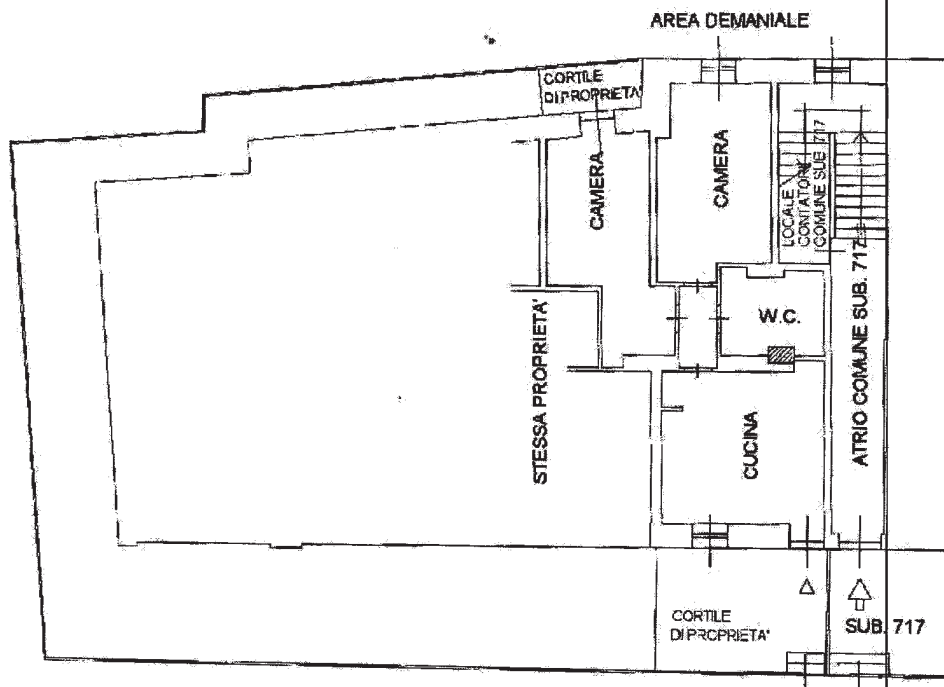 AREA DEMANIALE
CORTILE
DI PROPRIETA'
CAMERA
CAMERA
LOCALE
CONTATORI
COMUNE SUB. 717
W.C.
STESSA PROPRIETA'
CUCINA
ATRIO COMUNE SUB. 717
CORTILE
DI PROPRIETA'
SUB. 717